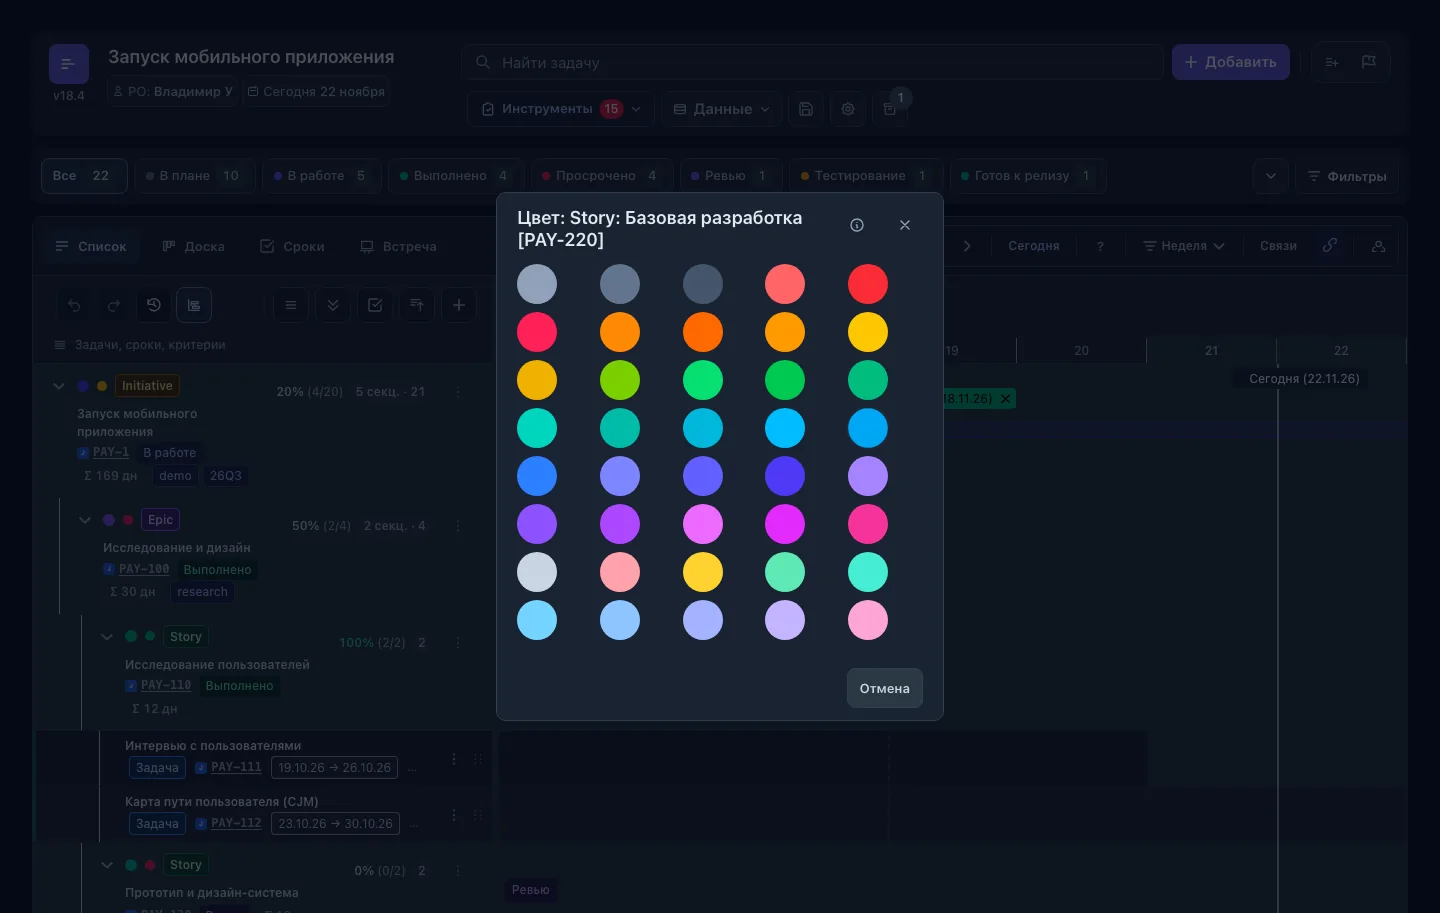 Запуск мобильного приложения
Найти задачу
Добавить
v18.4
PO: Владимир У
Сегодня 22 ноября
Инструменты 15
Данные
1
Все 22
В плане 10
В работе 5
Выполнено 4
Просрочено 4
Ревью 1
Тестирование 1
Готов к релизу 1
Фильтры
Цвет: Story: Базовая разработка
[PAY-220]
Список
Доска
Сроки
Встреча
Сегодня
?
Неделя
Связи
Задачи, сроки, критерии
19
20
21
22
Initiative
20% (4/20) 5 секц. · 21
Сегодня (22.11.26)
18.11.26)
Запуск мобильного
приложения
PAY-1 В работе
Σ 169 дн demo 26Q3
Epic
50% (2/4) 2 секц. · 4
Исследование и дизайн
PAY-100 Выполнено
Σ 30 дн research
Story
100% (2/2) 2
Исследование пользователей
PAY-110 Выполнено
Σ 12 дн
Отмена
Интервью с пользователями
Задача PAY-111 19.10.26 → 26.10.26 ...
Карта пути пользователя (CJM)
Задача PAY-112 23.10.26 → 30.10.26 ...
Story
0% (0/2) 2
Прототип и дизайн-система
Ревью